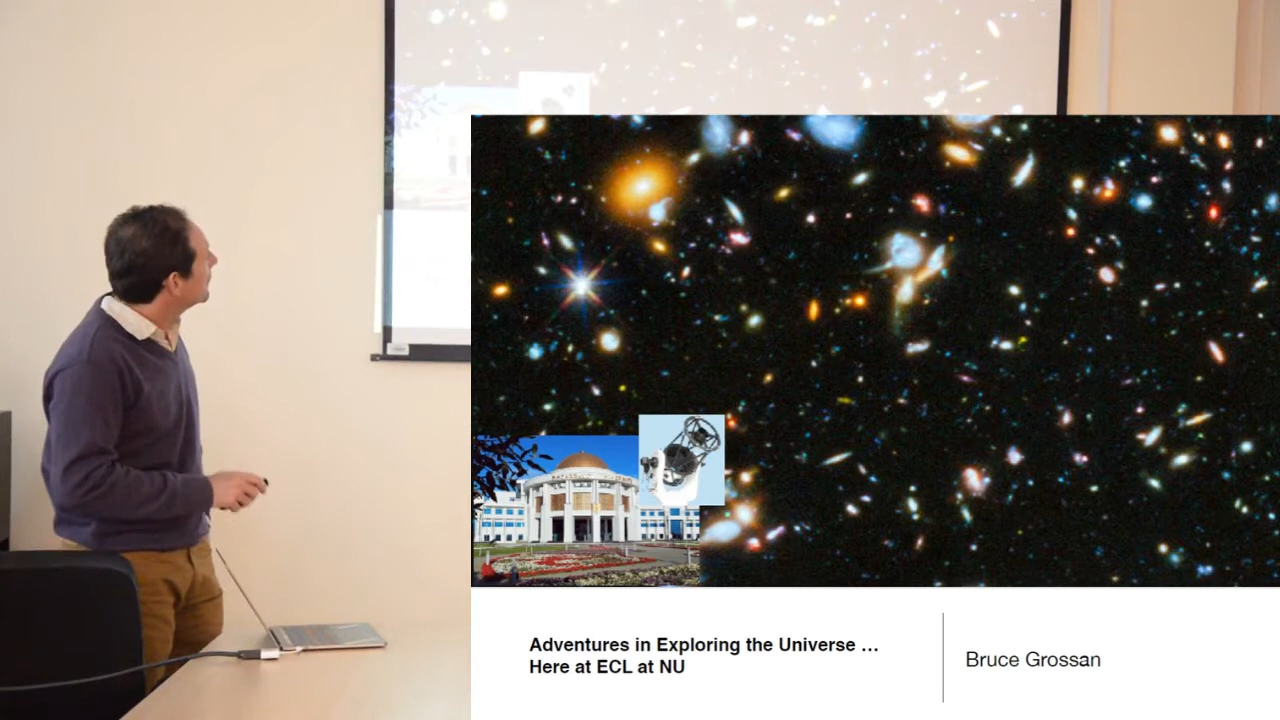 Adventures in Exploring the Universe …
Here at ECL at NU
Bruce Grossan